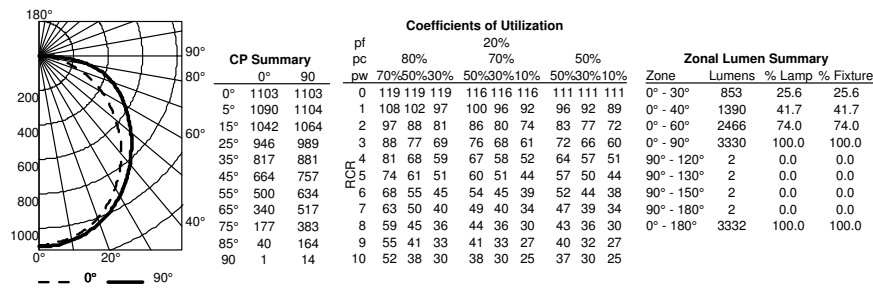 180°
90°
80°
60°
40°
200
400
600
800
1000
0° 20°
0° 90°
CP Summary
0° 90
0° 1103 1103
5° 1090 1104
15° 1042 1064
25° 946 989
35° 817 881
45° 664 757
55° 500 634
65° 340 517
75° 177 383
85° 40 164
90 1 14
Coefficients of Utilization
pf 20%
pc 80% 70% 50%
pw 70%50%30% 50%30%10% 50%30%10%
RCR
0 119 119 119 116 116 116 111 111 111
1 108 102 97 100 96 92 96 92 89
2 97 88 81 86 80 74 83 77 72
3 88 77 69 76 68 61 72 66 60
4 81 68 59 67 58 52 64 57 51
5 74 61 51 60 51 44 57 50 44
6 68 55 45 54 45 39 52 44 38
7 63 50 40 49 40 34 47 39 34
8 59 45 36 44 36 30 43 36 30
9 55 41 33 41 33 27 40 32 27
10 52 38 30 38 30 25 37 30 25
Zonal Lumen Summary
Zone Lumens % Lamp % Fixture
0° - 30° 853 25.6 25.6
0° - 40° 1390 41.7 41.7
0° - 60° 2466 74.0 74.0
0° - 90° 3330 100.0 100.0
90° - 120° 2 0.0 0.0
90° - 130° 2 0.0 0.0
90° - 150° 2 0.0 0.0
90° - 180° 2 0.0 0.0
0° - 180° 3332 100.0 100.0